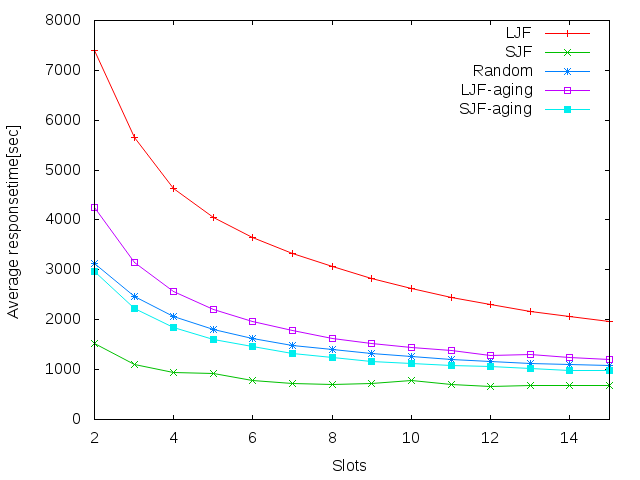 8000
7000
6000
5000
4000
3000
2000
1000
0
Average responsetime[sec]
LJF
SJF
Random
LJF-aging
SJF-aging
2 4 6 8 10 12 14
Slots